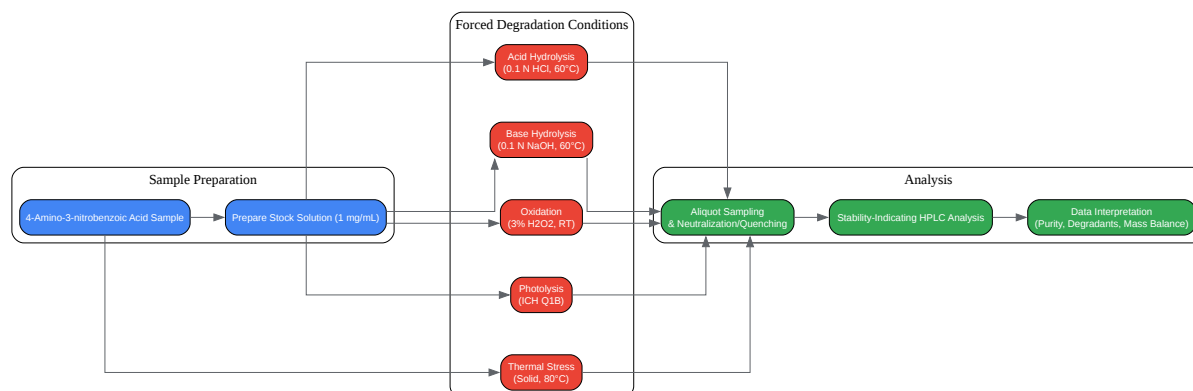 Forced Degradation Conditions
Acid Hydrolysis
(0.1 N HCl, 60°C)
Base Hydrolysis
(0.1 N NaOH, 60°C)
Sample Preparation
4-Amino-3-nitrobenzoic Acid Sample
Prepare Stock Solution (1 mg/mL)
Oxidation
(3% H2O2, RT)
Photolysis
(ICH Q1B)
Thermal Stress
(Solid, 80°C)
Analysis
Aliquot Sampling
& Neutralization/Quenching
Stability-Indicating HPLC Analysis
Data Interpretation
(Purity, Degradants, Mass Balance)